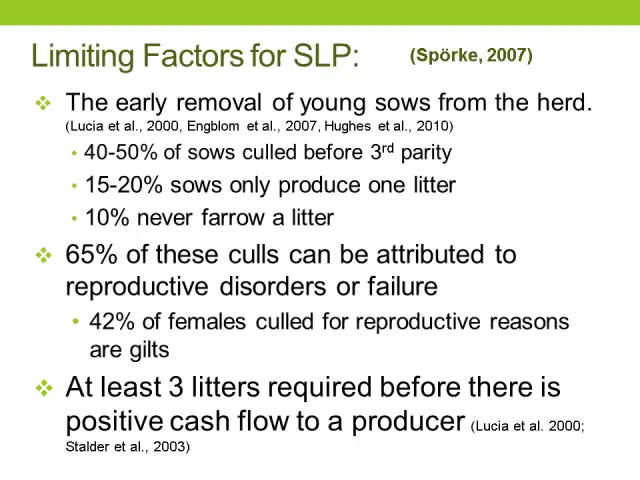 Limiting Factors for SLP: (Spörke, 2007)
The early removal of young sows from the herd.
(Lucia et al., 2000, Engblom et al., 2007, Hughes et al., 2010)
• 40-50% of sows culled before 3rd parity
• 15-20% sows only produce one litter
• 10% never farrow a litter
65% of these culls can be attributed to
reproductive disorders or failure
• 42% of females culled for reproductive reasons
are gilts
At least 3 litters required before there is
positive cash flow to a producer (Lucia et al. 2000;
Stalder et al., 2003)